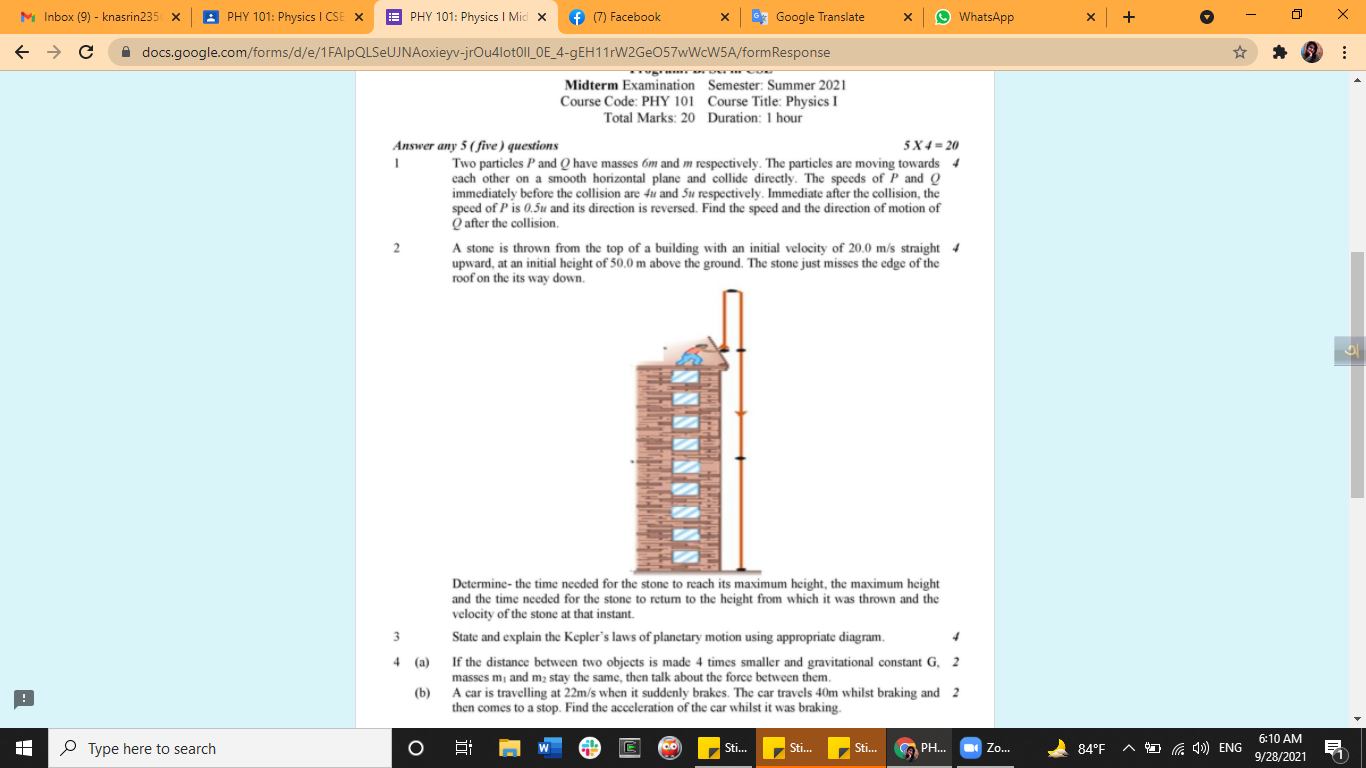 Inbox (9) - knasrin235
PHY 101: Physics I CSE
PHY 101: Physics I Mid
(7) Facebook
Google Translate
WhatsApp
docs.google.com/forms/d/e/1FAIpQLSeUJNAoxieyv-jrOu4lot0Il_0E_4-gEH11rW2GeO57wWcW5A/formResponse
Midterm Examination Semester: Summer 2021
Course Code: PHY 101 Course Title: Physics I
Total Marks: 20 Duration: 1 hour
Answer any 5 ( five ) questions 5 X 4 = 20
1 Two particles P and Q have masses 6m and m respectively. The particles are moving towards 4
each other on a smooth horizontal plane and collide directly. The speeds of P and Q
immediately before the collision are 4u and 5u respectively. Immediate after the collision, the
speed of P is 0.5u and its direction is reversed. Find the speed and the direction of motion of
Q after the collision.
2 A stone is thrown from the top of a building with an initial velocity of 20.0 m/s straight 4
upward, at an initial height of 50.0 m above the ground. The stone just misses the edge of the
roof on the its way down.
Determine- the time needed for the stone to reach its maximum height, the maximum height
and the time needed for the stone to return to the height from which it was thrown and the
velocity of the stone at that instant.
3 State and explain the Kepler's laws of planetary motion using appropriate diagram. 4
4 (a) If the distance between two objects is made 4 times smaller and gravitational constant G, 2
masses m₁ and m₂ stay the same, then talk about the force between them.
(b) A car is travelling at 22m/s when it suddenly brakes. The car travels 40m whilst braking and 2
then comes to a stop. Find the acceleration of the car whilst it was braking.
Type here to search
Sti...
Sti...
Sti...
PH...
Zo...
84°F
ENG
6:10 AM
9/28/2021
1